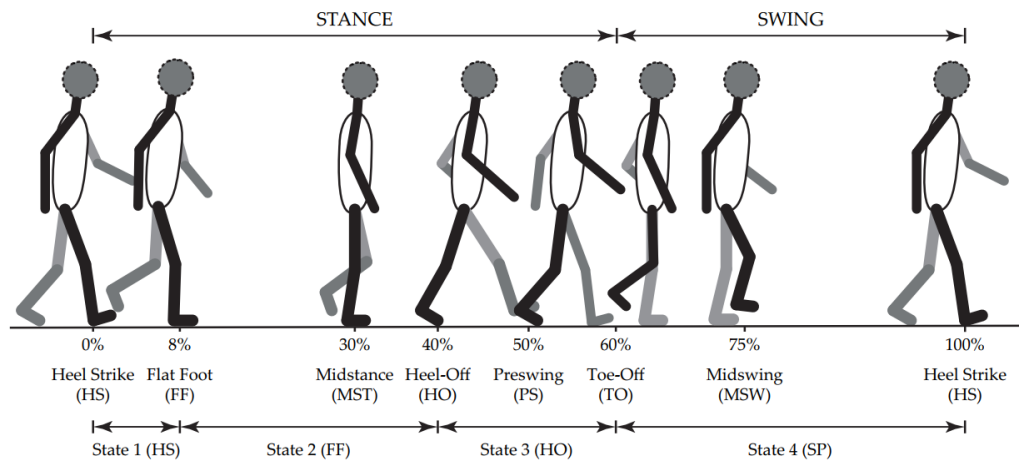 STANCE SWING
0% 8% 30% 40% 50% 60% 75% 100%
Heel Strike Flat Foot Midstance Heel-Off Preswing Toe-Off Midswing Heel Strike
(HS) (FF) (MST) (HO) (PS) (TO) (MSW) (HS)
State 1 (HS) State 2 (FF) State 3 (HO) State 4 (SP)